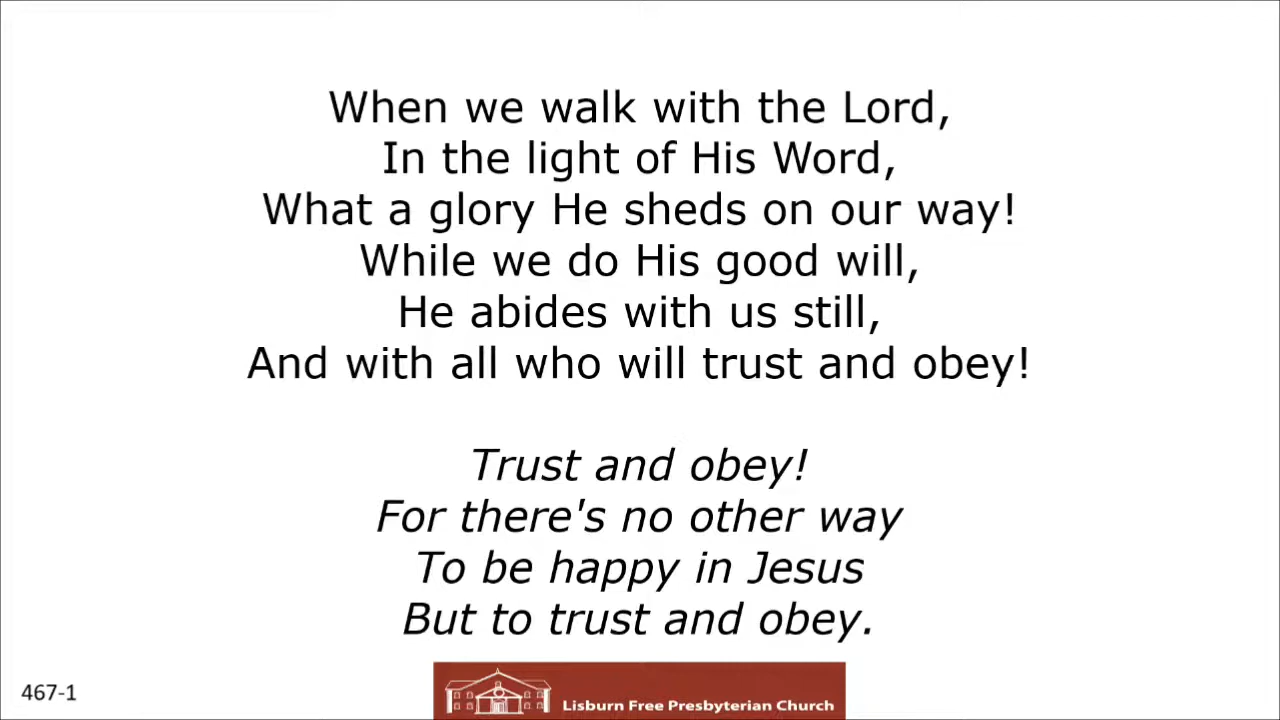 When we walk with the Lord,
In the light of His Word,
What a glory He sheds on our way!
While we do His good will,
He abides with us still,
And with all who will trust and obey!
Trust and obey!
For there's no other way
To be happy in Jesus
But to trust and obey.
467-1
Lisburn Free Presbyterian Church